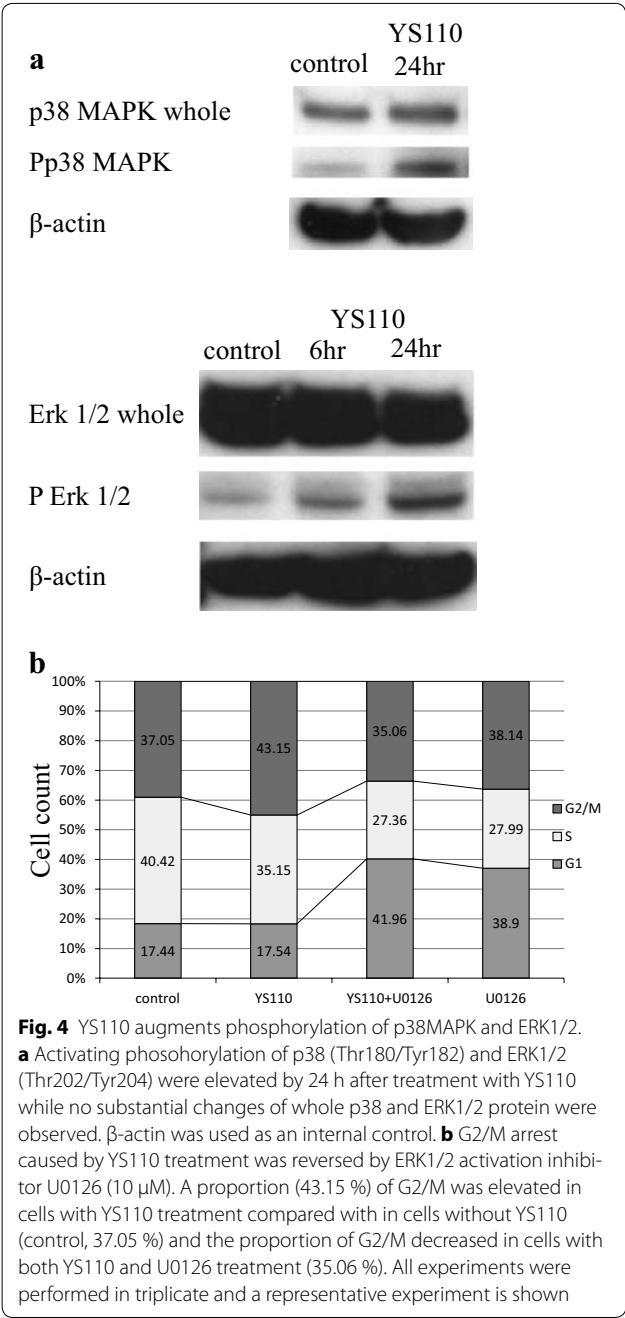 a
YS110
control 24hr
p38 MAPK whole
Pp38 MAPK
β-actin
YS110
control 6hr 24hr
Erk 1/2 whole
P Erk 1/2
β-actin
b
100%
90%
80%
70%
60%
50%
40%
30%
20%
10%
0%
Cell count
37.05 43.15 35.06 38.14
40.42 35.15 27.36 27.99
17.44 17.54 41.96 38.9
G2/M
S
G1
control YS110 YS110+U0126 U0126
Fig. 4 YS110 augments phosphorylation of p38MAPK and ERK1/2.
a Activating phosohorylation of p38 (Thr180/Tyr182) and ERK1/2
(Thr202/Tyr204) were elevated by 24 h after treatment with YS110
while no substantial changes of whole p38 and ERK1/2 protein were
observed. β-actin was used as an internal control. b G2/M arrest
caused by YS110 treatment was reversed by ERK1/2 activation inhibi-
tor U0126 (10 μM). A proportion (43.15 %) of G2/M was elevated in
cells with YS110 treatment compared with in cells without YS110
(control, 37.05 %) and the proportion of G2/M decreased in cells with
both YS110 and U0126 treatment (35.06 %). All experiments were
performed in triplicate and a representative experiment is shown